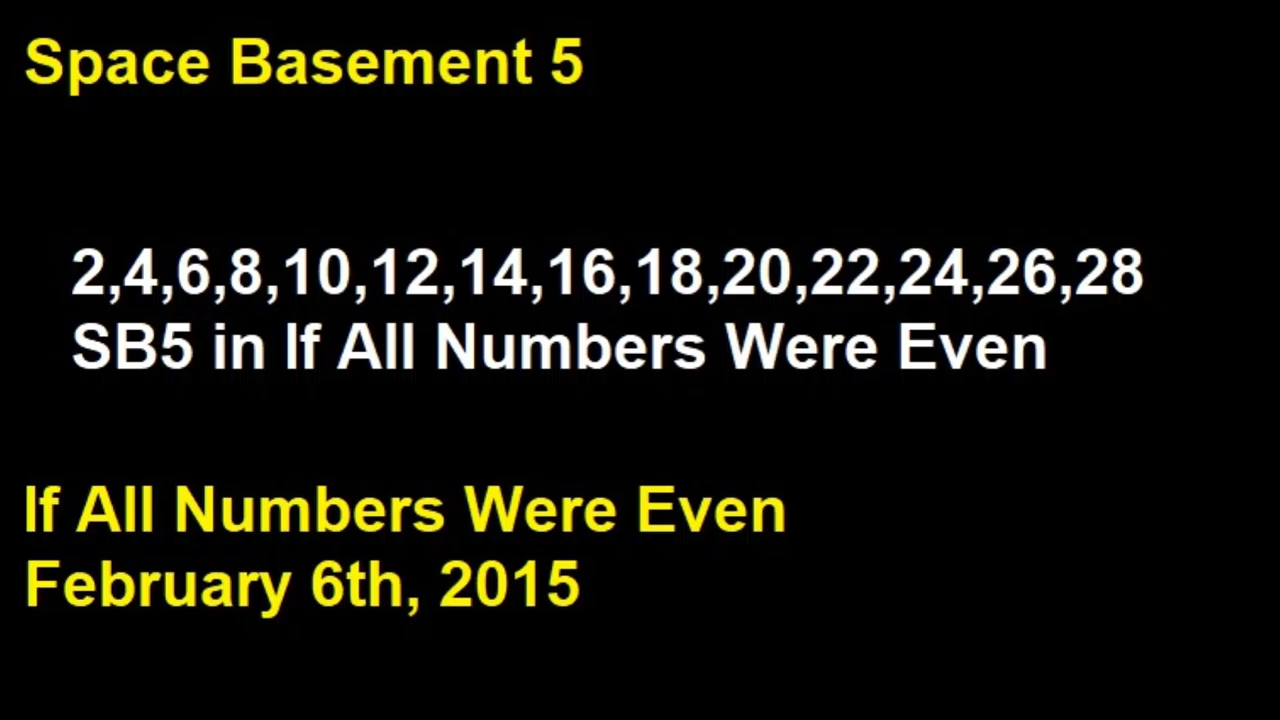 Space Basement 5
2,4,6,8,10,12,14,16,18,20,22,24,26,28
SB5 in If All Numbers Were Even
If All Numbers Were Even
February 6th, 2015